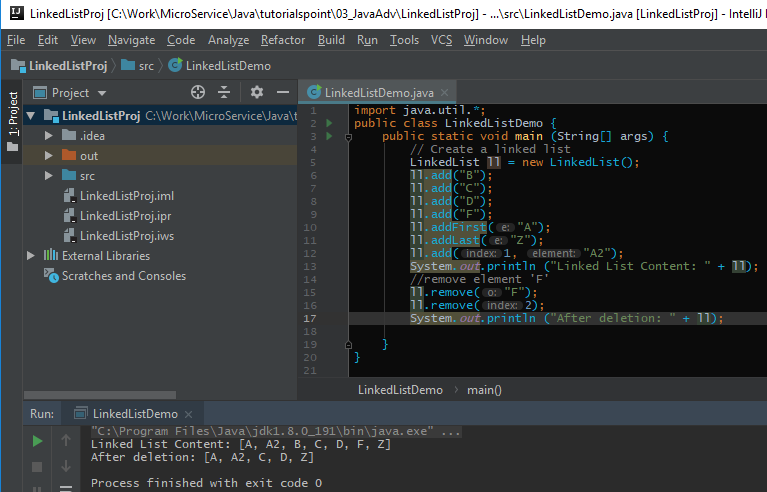 LinkedListProj [C:\Work\MicroService\Java\tutorialspoint\03_JavaAdv\LinkedListProj] - ...\src\LinkedListDemo.java [LinkedListProj] - IntelliJ
File Edit View Navigate Code Analyze Refactor Build Run Tools VCS Window Help
LinkedListProj src LinkedListDemo
1: Project
Project
LinkedListProj C:\Work\MicroService\Java\t
.idea
out
src
LinkedListProj.iml
LinkedListProj.ipr
LinkedListProj.iws
External Libraries
Scratches and Consoles
LinkedListDemo.java
1 import java.util.*;
2 public class LinkedListDemo {
3 public static void main (String[] args) {
4 // Create a linked list
5 LinkedList ll = new LinkedList();
6 ll.add("B");
7 ll.add("C");
8 ll.add("D");
9 ll.add("F");
10 ll.addFirst( e: "A");
11 ll.addLast( e: "Z");
12 ll.add( index: 1, element: "A2");
13 System.out.println ("Linked List Content: " + ll);
14 //remove element 'F'
15 ll.remove( o: "F");
16 ll.remove( index: 2);
17 System.out.println ("After deletion: " + ll);
18
19 }
20 }
21
LinkedListDemo > main()
Run: LinkedListDemo
"C:\Program Files\Java\jdk1.8.0_191\bin\java.exe" ...
Linked List Content: [A, A2, B, C, D, F, Z]
After deletion: [A, A2, C, D, Z]
Process finished with exit code 0